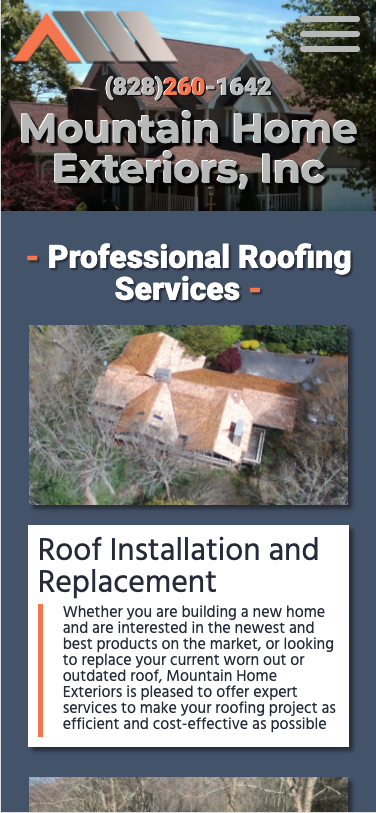 (828)260-1642
Mountain Home
Exteriors, Inc
- Professional Roofing
Services -
Roof Installation and
Replacement
Whether you are building a new home
and are interested in the newest and
best products on the market, or looking
to replace your current worn out or
outdated roof, Mountain Home
Exteriors is pleased to offer expert
services to make your roofing project as
efficient and cost-effective as possible